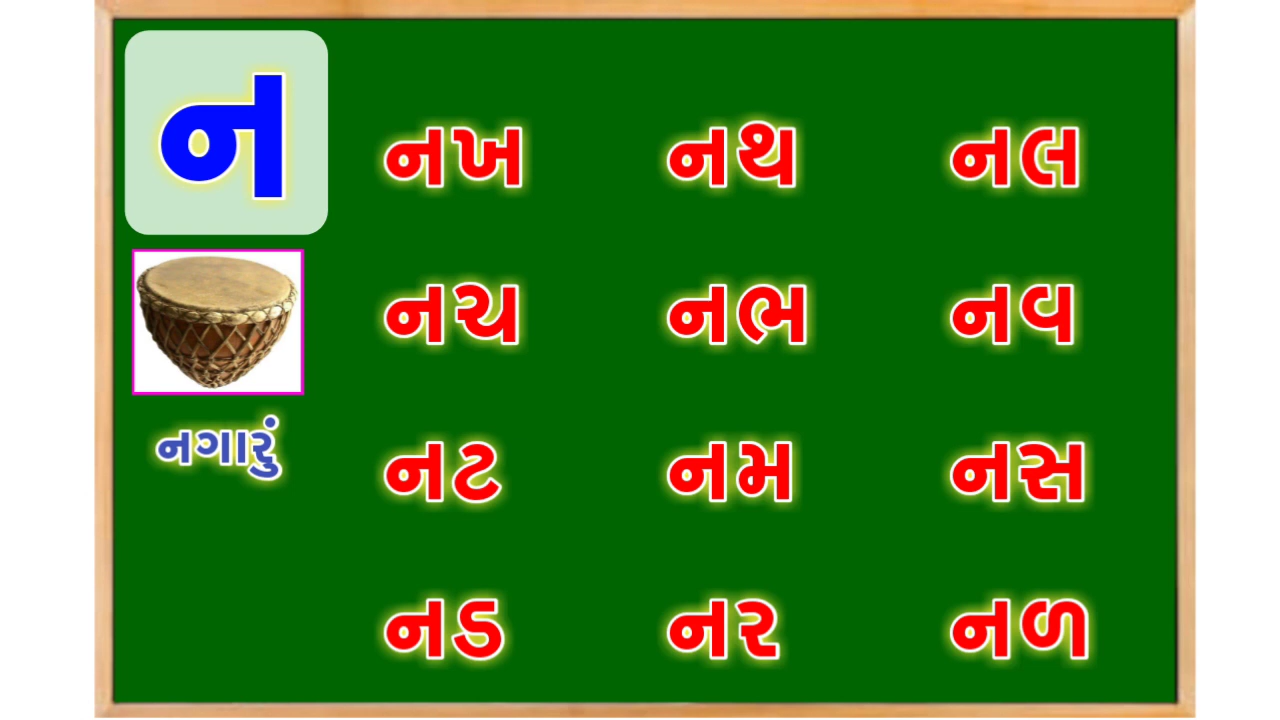 ન
નખ નથ નલ
નચ નભ નવ
નગારું
નટ નમ નસ
નડ નર નળ